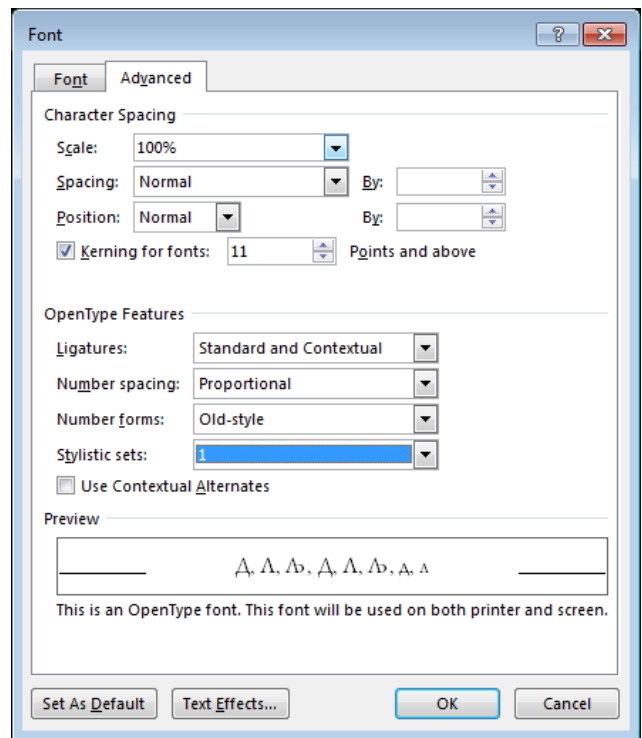 Font
Font Advanced
Character Spacing
Scale: 100%
Spacing: Normal By:
Position: Normal By:
Kerning for fonts: 11 Points and above
OpenType Features
Ligatures: Standard and Contextual
Number spacing: Proportional
Number forms: Old-style
Stylistic sets: 1
Use Contextual Alternates
Preview
Д, Л, Љ, Д, Л, Љ, д, л
This is an OpenType font. This font will be used on both printer and screen.
Set As Default Text Effects... OK Cancel